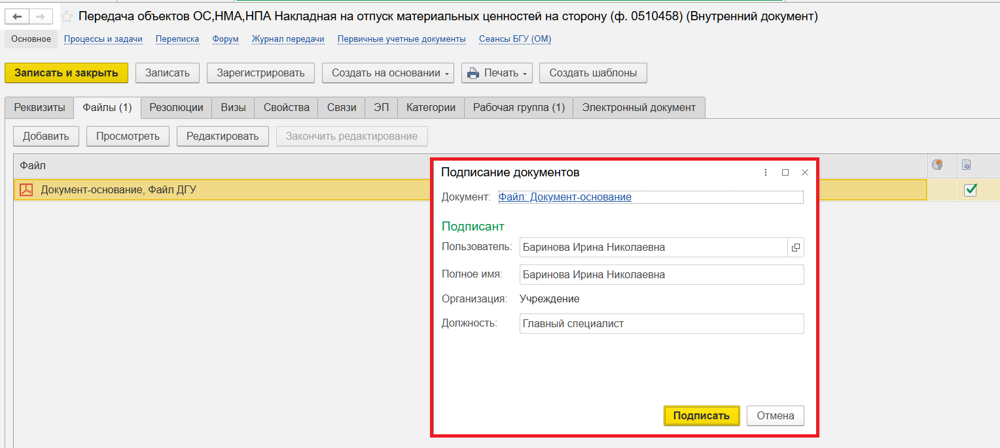 Передача объектов ОС,НМА,НПА Накладная на отпуск материальных ценностей на сторону (ф. 0510458) (Внутренний документ)
Основное Процессы и задачи Переписка Форум Журнал передачи Первичные учетные документы Сеансы БГУ (ОМ)
Записать и закрыть Записать Зарегистрировать Создать на основании Печать Создать шаблоны
Реквизиты Файлы (1) Резолюции Визы Свойства Связи ЭП Категории Рабочая группа (1) Электронный документ
Добавить Просмотреть Редактировать Закончить редактирование
Файл
Документ-основание, Файл ДГУ
Подписание документов
Документ: Файл: Документ-основание
Подписант
Пользователь: Баринова Ирина Николаевна
Полное имя: Баринова Ирина Николаевна
Организация: Учреждение
Должность: Главный специалист
Подписать Отмена